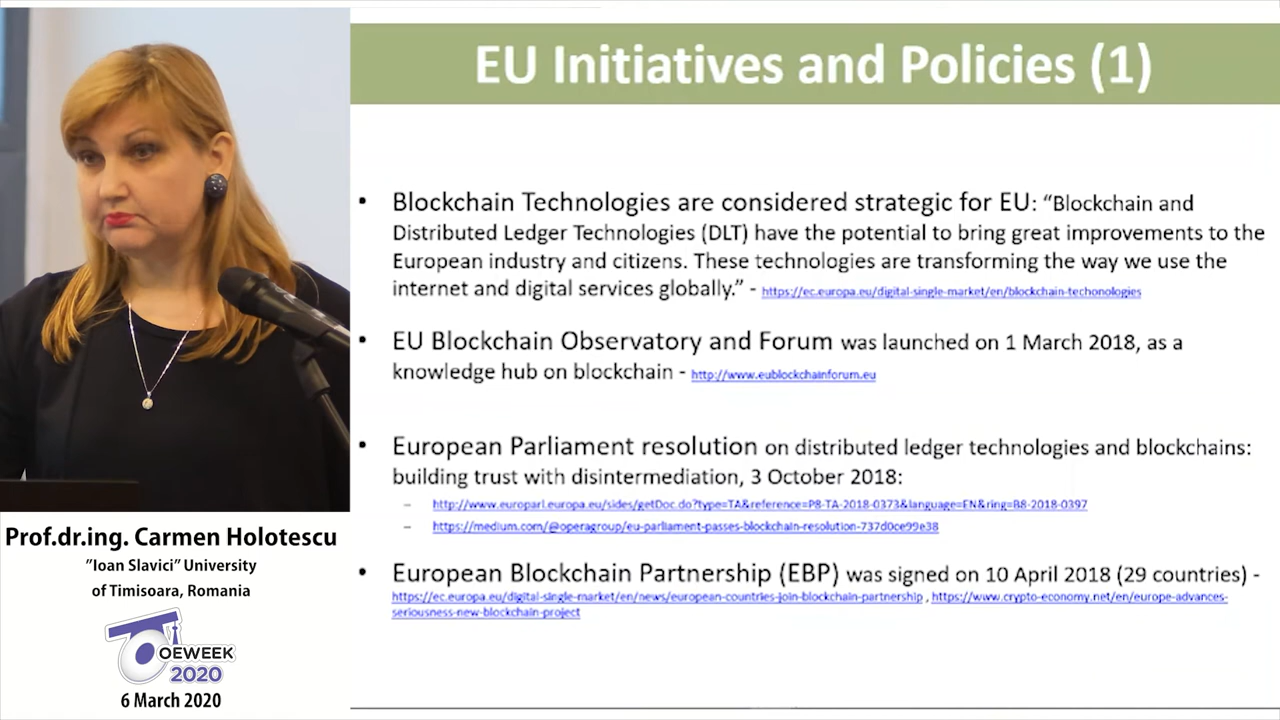 EU Initiatives and Policies (1)
• Blockchain Technologies are considered strategic for EU: “Blockchain and
Distributed Ledger Technologies (DLT) have the potential to bring great improvements to the
European industry and citizens. These technologies are transforming the way we use the
internet and digital services globally.” - https://ec.europa.eu/digital-single-market/en/blockchain-techonologies
• EU Blockchain Observatory and Forum was launched on 1 March 2018, as a
knowledge hub on blockchain - http://www.eublockchainforum.eu
• European Parliament resolution on distributed ledger technologies and blockchains:
building trust with disintermediation, 3 October 2018:
– http://www.europarl.europa.eu/sides/getDoc.do?type=TA&reference=P8-TA-2018-0373&language=EN&ring=B8-2018-0397
– https://medium.com/@operagroup/eu-parliament-passes-blockchain-resolution-737d0ce99e38
• European Blockchain Partnership (EBP) was signed on 10 April 2018 (29 countries) -
https://ec.europa.eu/digital-single-market/en/news/european-countries-join-blockchain-partnership , https://www.crypto-economy.net/en/europe-advances-
seriousness-new-blockchain-project
Prof.dr.ing. Carmen Holotescu
”Ioan Slavici” University
of Timisoara, Romania
OEWEEK
2020
6 March 2020